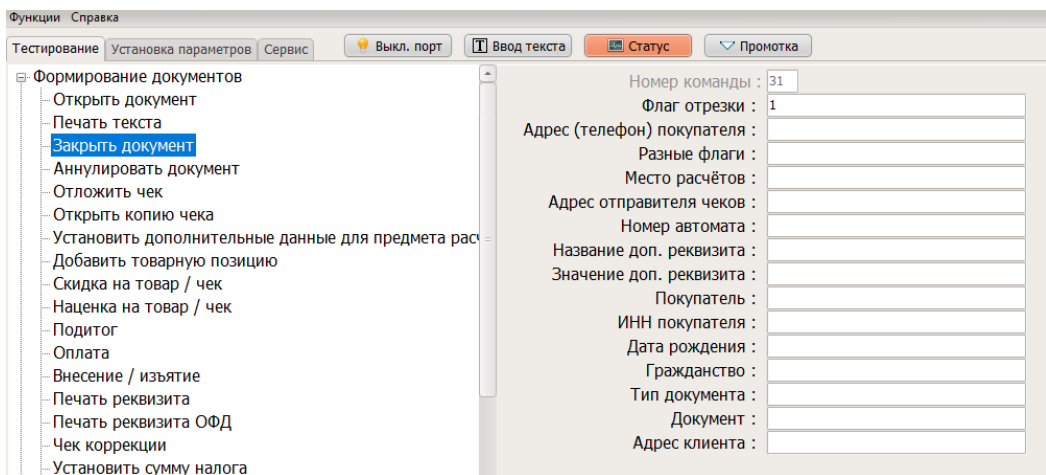 Функции Справка
Тестирование Установка параметров Сервис Выкл. порт Ввод текста Статус Промотка
Формирование документов
Открыть документ
Печать текста
Закрыть документ
Аннулировать документ
Отложить чек
Открыть копию чека
Установить дополнительные данные для предмета рас
Добавить товарную позицию
Скидка на товар / чек
Наценка на товар / чек
Подитог
Оплата
Внесение / изъятие
Печать реквизита
Печать реквизита ОФД
Чек коррекции
Установить сумму налога
Номер команды : 31
Флаг отрезки : 1
Адрес (телефон) покупателя :
Разные флаги :
Место расчётов :
Адрес отправителя чеков :
Номер автомата :
Название доп. реквизита :
Значение доп. реквизита :
Покупатель :
ИНН покупателя :
Дата рождения :
Гражданство :
Тип документа :
Документ :
Адрес клиента :